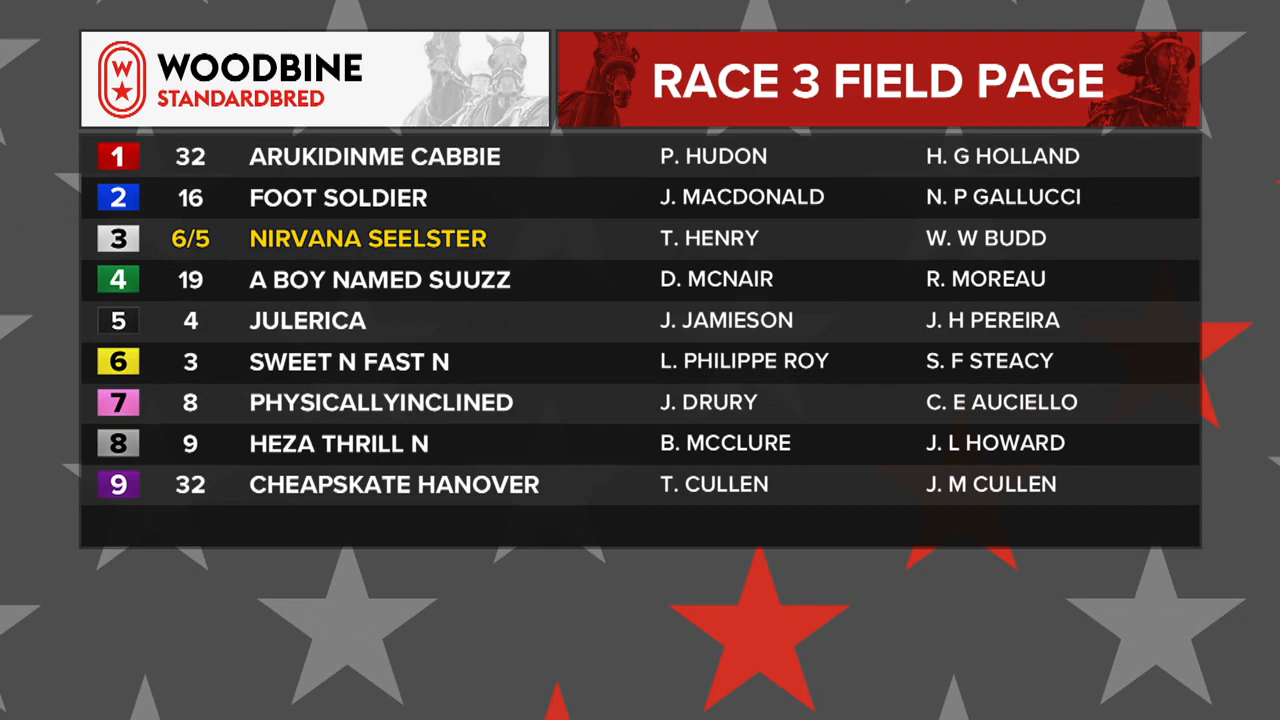 W
WOODBINE
STANDARDBRED
RACE 3 FIELD PAGE
1 32 ARUKIDINME CABBIE P. HUDON H. G HOLLAND
2 16 FOOT SOLDIER J. MACDONALD N. P GALLUCCI
3 6/5 NIRVANA SEELSTER T. HENRY W. W BUDD
4 19 A BOY NAMED SUUZZ D. MCNAIR R. MOREAU
5 4 JULERICA J. JAMIESON J. H PEREIRA
6 3 SWEET N FAST N L. PHILIPPE ROY S. F STEACY
7 8 PHYSICALLYINCLINED J. DRURY C. E AUCIELLO
8 9 HEZA THRILL N B. MCCLURE J. L HOWARD
9 32 CHEAPSKATE HANOVER T. CULLEN J. M CULLEN